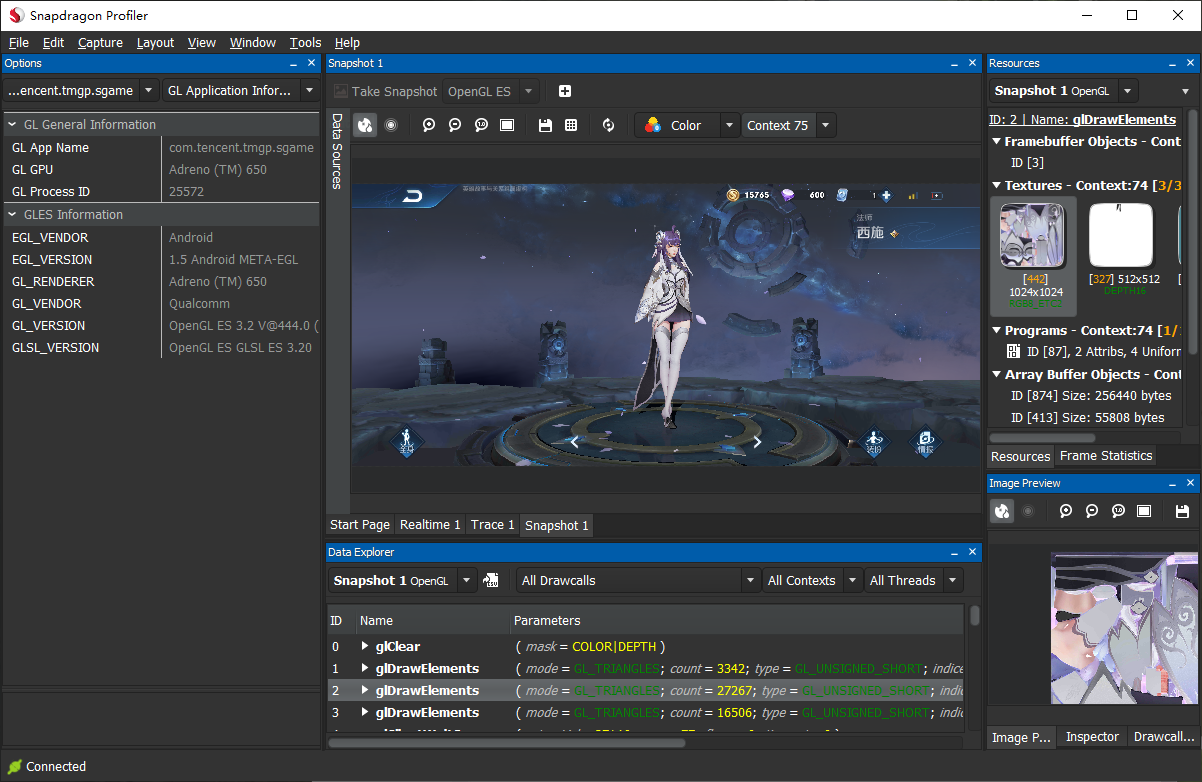 Snapdragon Profiler
File Edit Capture Layout View Window Tools Help
Options
...encent.tmgp.sgame GL Application Infor...
GL General Information
GL App Name com.tencent.tmgp.sgame
GL GPU Adreno (TM) 650
GL Process ID 25572
GLES Information
EGL_VENDOR Android
EGL_VERSION 1.5 Android META-EGL
GL_RENDERER Adreno (TM) 650
GL_VENDOR Qualcomm
GL_VERSION OpenGL ES 3.2 V@444.0 (
GLSL_VERSION OpenGL ES GLSL ES 3.20
Snapshot 1
Take Snapshot OpenGL ES
Data Sources
Color Context 75
15765 600 1
法师
西施
全身
装扮
情报
Start Page Realtime 1 Trace 1 Snapshot 1
Data Explorer
Snapshot 1 OpenGL All Drawcalls All Contexts All Threads
ID Name Parameters
0 glClear ( mask = COLOR|DEPTH )
1 glDrawElements ( mode = GL_TRIANGLES; count = 3342; type = GL_UNSIGNED_SHORT; indice
2 glDrawElements ( mode = GL_TRIANGLES; count = 27267; type = GL_UNSIGNED_SHORT; indic
3 glDrawElements ( mode = GL_TRIANGLES; count = 16506; type = GL_UNSIGNED_SHORT; indic
Resources
Snapshot 1 OpenGL
ID: 2 | Name: glDrawElements
Framebuffer Objects - Cont
ID [3]
Textures - Context:74 [3/3
[442] [327] 512x512 [
1024x1024 DEPTH16
RGB8_ETC2
Programs - Context:74 [1/
ID [87], 2 Attribs, 4 Uniforr
Array Buffer Objects - Cont
ID [874] Size: 256440 bytes
ID [413] Size: 55808 bytes
Resources Frame Statistics
Image Preview
Image P... Inspector Drawcall...
Connected